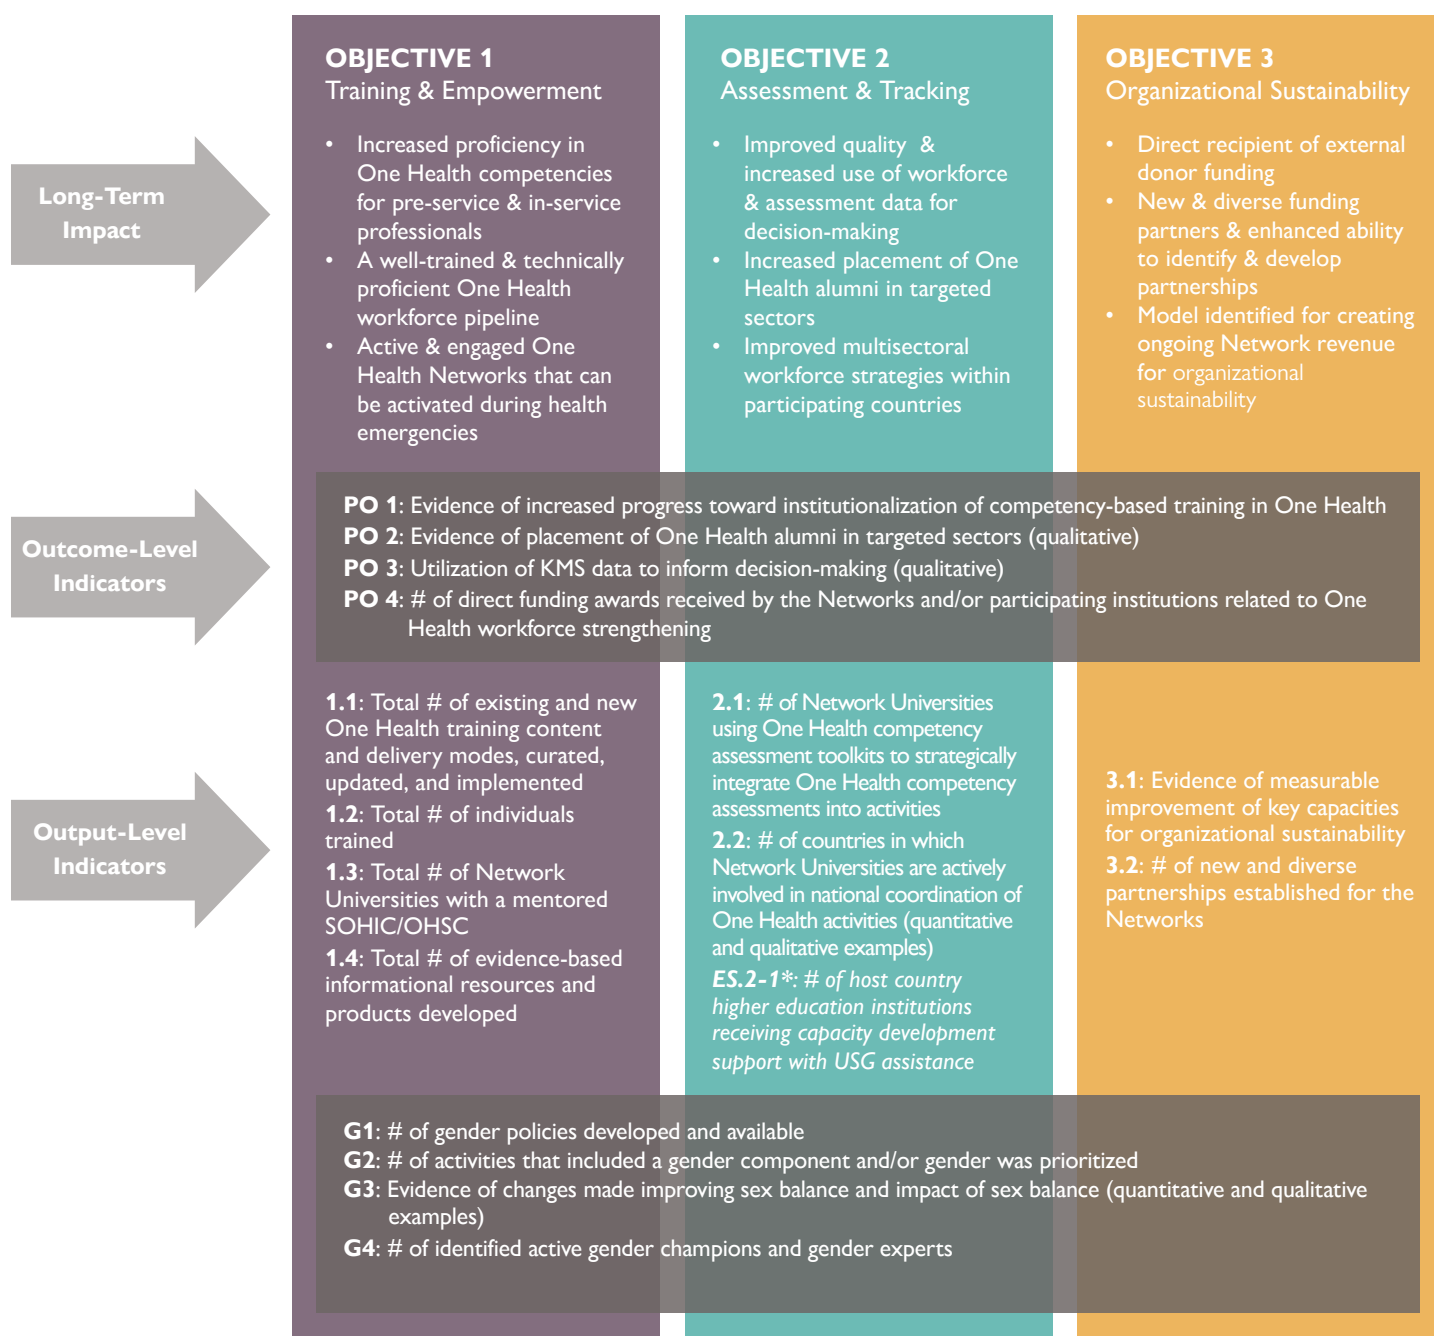 OBJECTIVE 1
Training & Empowerment
OBJECTIVE 2
Assessment & Tracking
OBJECTIVE 3
Organizational Sustainability
Long-Term
Impact
• Increased proficiency in
One Health competencies
for pre-service & in-service
professionals
• A well-trained & technically
proficient One Health
workforce pipeline
• Active & engaged One
Health Networks that can
be activated during health
emergencies
• Improved quality &
increased use of workforce
& assessment data for
decision-making
• Increased placement of One
Health alumni in targeted
sectors
• Improved multisectoral
workforce strategies within
participating countries
• Direct recipient of external
donor funding
• New & diverse funding
partners & enhanced ability
to identify & develop
partnerships
• Model identified for creating
ongoing Network revenue
for organizational
sustainability
Outcome-Level
Indicators
PO 1: Evidence of increased progress toward institutionalization of competency-based training in One Health
PO 2: Evidence of placement of One Health alumni in targeted sectors (qualitative)
PO 3: Utilization of KMS data to inform decision-making (qualitative)
PO 4: # of direct funding awards received by the Networks and/or participating institutions related to One
Health workforce strengthening
Output-Level
Indicators
1.1: Total # of existing and new
One Health training content
and delivery modes, curated,
updated, and implemented
1.2: Total # of individuals
trained
1.3: Total # of Network
Universities with a mentored
SOHIC/OHSC
1.4: Total # of evidence-based
informational resources and
products developed
2.1: # of Network Universities
using One Health competency
assessment toolkits to strategically
integrate One Health competency
assessments into activities
2.2: # of countries in which
Network Universities are actively
involved in national coordination of
One Health activities (quantitative
and qualitative examples)
ES.2-1*: # of host country
higher education institutions
receiving capacity development
support with USG assistance
3.1: Evidence of measurable
improvement of key capacities
for organizational sustainability
3.2: # of new and diverse
partnerships established for the
Networks
G1: # of gender policies developed and available
G2: # of activities that included a gender component and/or gender was prioritized
G3: Evidence of changes made improving sex balance and impact of sex balance (quantitative and qualitative
examples)
G4: # of identified active gender champions and gender experts